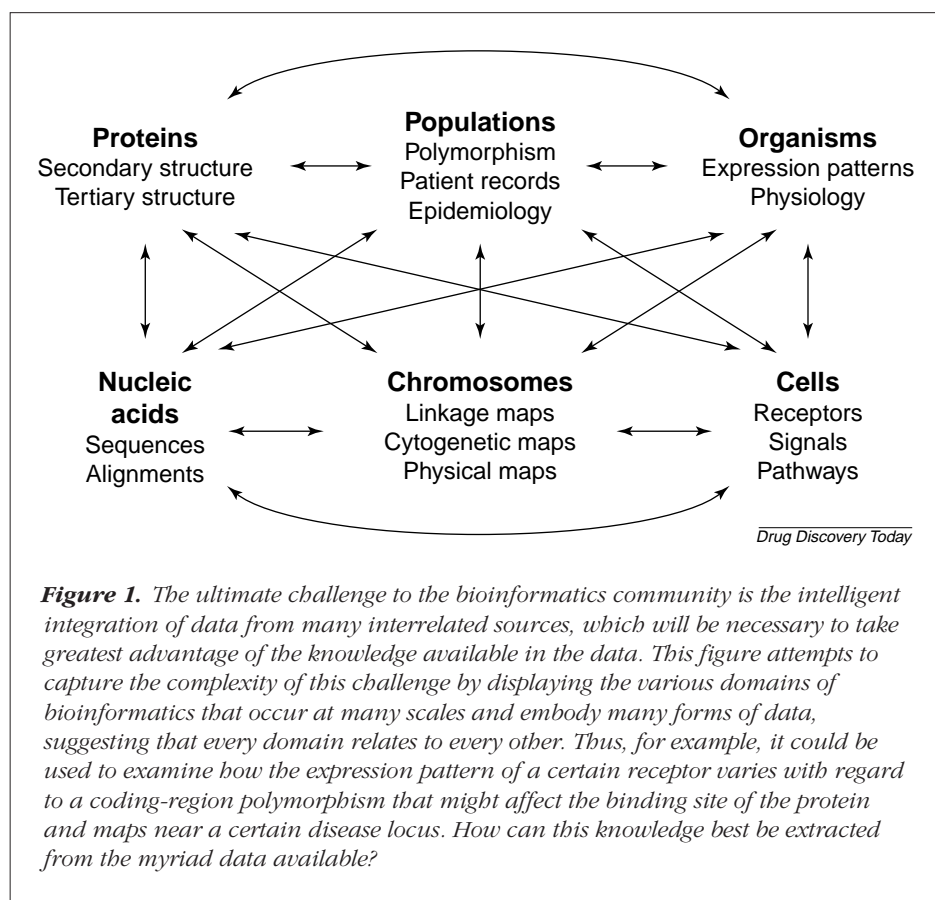 Proteins
Secondary structure
Tertiary structure
Populations
Polymorphism
Patient records
Epidemiology
Organisms
Expression patterns
Physiology
Nucleic
acids
Sequences
Alignments
Chromosomes
Linkage maps
Cytogenetic maps
Physical maps
Cells
Receptors
Signals
Pathways
Drug Discovery Today
Figure 1. The ultimate challenge to the bioinformatics community is the intelligent
integration of data from many interrelated sources, which will be necessary to take
greatest advantage of the knowledge available in the data. This figure attempts to
capture the complexity of this challenge by displaying the various domains of
bioinformatics that occur at many scales and embody many forms of data,
suggesting that every domain relates to every other. Thus, for example, it could be
used to examine how the expression pattern of a certain receptor varies with regard
to a coding-region polymorphism that might affect the binding site of the protein
and maps near a certain disease locus. How can this knowledge best be extracted
from the myriad data available?